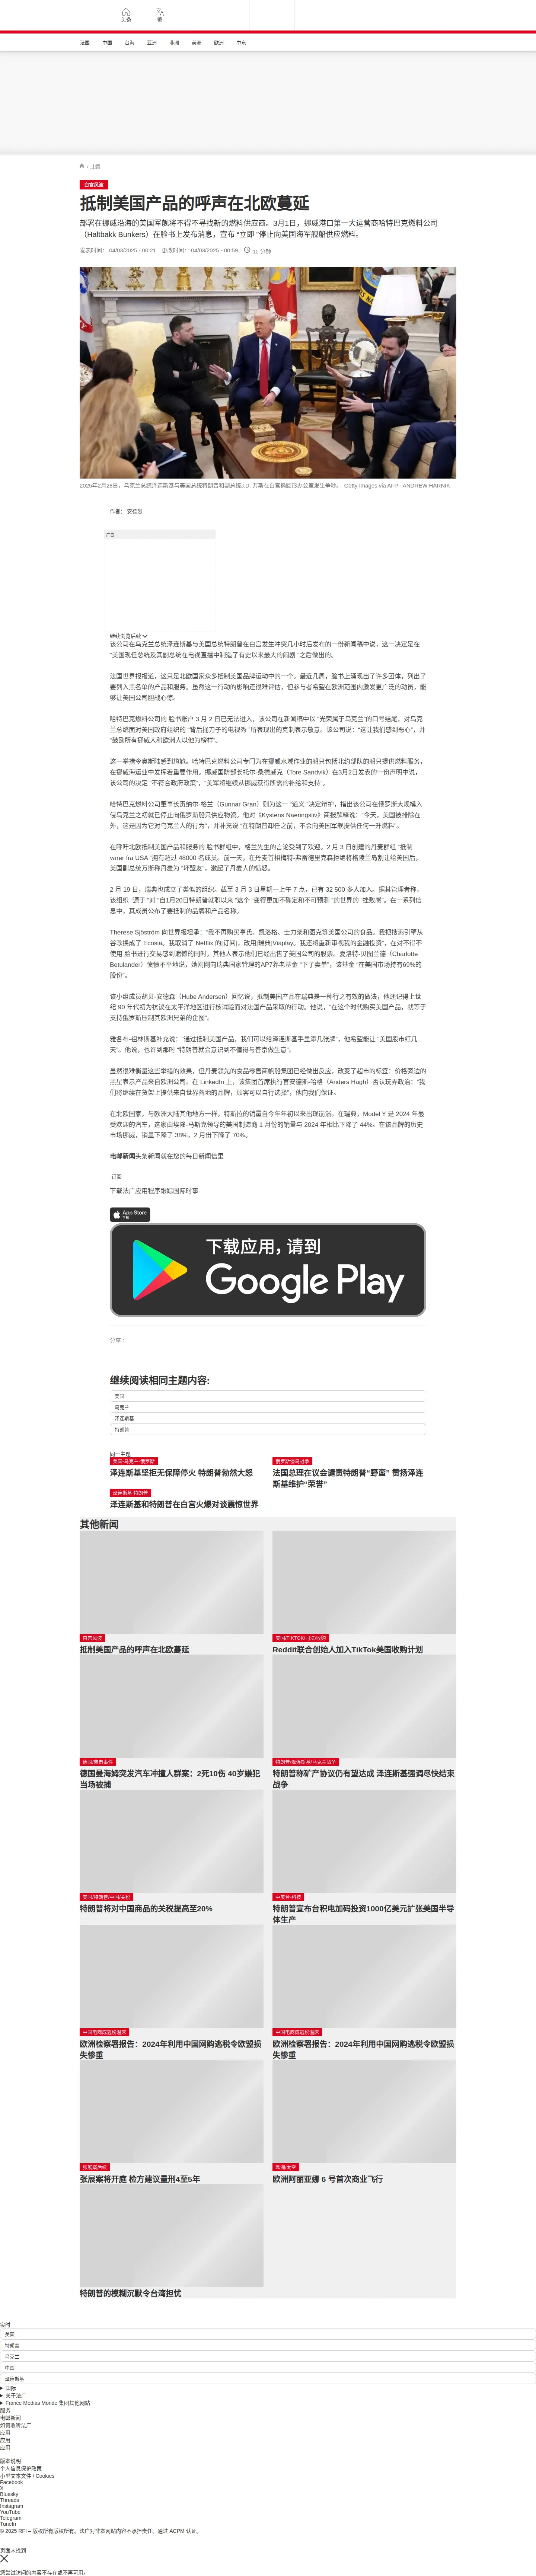 头条
繁
法国 中国 台海 亚洲 非洲 美洲 欧洲 中东
/ 中国
白宫风波
抵制美国产品的呼声在北欧蔓延
部署在挪威沿海的美国军舰将不得不寻找新的燃料供应商。3月1日，挪威港口第一大运营商哈特巴克燃料公司
（Haltbakk Bunkers）在脸书上发布消息，宣布 “立即 ”停止向美国海军舰船供应燃料。
发表时间： 04/03/2025 - 00:21 更改时间： 04/03/2025 - 00:59 11 分钟
2025年2月28日，乌克兰总统泽连斯基与美国总统特朗普和副总统J.D. 万斯在白宫椭圆形办公室发生争吵。 Getty Images via AFP - ANDREW HARNIK
作者： 安德烈
广告
继续浏览后续
该公司在乌克兰总统泽连斯基与美国总统特朗普在白宫发生冲突几小时后发布的一份新闻稿中说，这一决定是在
“美国现任总统及其副总统在电视直播中制造了有史以来最大的闹剧 ”之后做出的。
法国世界报报道，这只是北欧国家众多抵制美国品牌运动中的一个。最近几周，脸书上涌现出了许多团体，列出了
要列入黑名单的产品和服务。虽然这一行动的影响还很难评估，但参与者希望在欧洲范围内激发更广泛的动员，能
够让美国公司胆战心惊。
哈特巴克燃料公司的 脸书账户 3 月 2 日已无法进入，该公司在新闻稿中以 “光荣属于乌克兰”的口号结尾，对乌克
兰总统面对美国政府组织的 “背后捅刀子的电视秀 ”所表现出的克制表示敬意。该公司说：“这让我们感到恶心”，并
“鼓励所有挪威人和欧洲人以他为榜样”。
这一举措令奥斯陆感到尴尬。哈特巴克燃料公司专门为在挪威水域作业的船只包括北约部队的船只提供燃料服务，
在挪威海运业中发挥着重要作用。挪威国防部长托尔-桑德威克（Tore Sandvik）在3月2日发表的一份声明中说，
该公司的决定 “不符合政府政策”，“美军将继续从挪威获得所需的补给和支持”。
哈特巴克燃料公司董事长贡纳尔-格兰（Gunnar Gran）则为这一 “道义 ”决定辩护，指出该公司在俄罗斯大规模入
侵乌克兰之初就已停止向俄罗斯船只供应物资。他对《Kystens Naeringsliv》商报解释说：“今天，美国被排除在
外，这是因为它对乌克兰人的行为”，并补充说 “在特朗普卸任之前，不会向美国军舰提供任何一升燃料”。
在呼吁北欧抵制美国产品和服务的 脸书群组中，格兰先生的言论受到了欢迎。2 月 3 日创建的丹麦群组 “抵制
varer fra USA ”拥有超过 48000 名成员。前一天，在丹麦首相梅特-弗雷德里克森拒绝将格陵兰岛割让给美国后，
美国副总统万斯称丹麦为 “坏盟友”，激起了丹麦人的愤怒。
2 月 19 日，瑞典也成立了类似的组织。截至 3 月 3 日星期一上午 7 点，已有 32 500 多人加入。据其管理者称，
该组织 “源于 “对 ”自1月20日特朗普就职以来 “这个 ”变得更加不确定和不可预测 ”的世界的 “挫败感”。在一系列信
息中，其成员公布了要抵制的品牌和产品名称。
Therese Sjöström 向世界报坦承：“我不再购买亨氏、凯洛格、士力架和图克等美国公司的食品。我把搜索引擎从
谷歌换成了 Ecosia。我取消了 Netflix 的[订阅]，改用[瑞典]Viaplay。我还将重新审视我的金融投资”，在对不得不
使用 脸书进行交易感到遗憾的同时，其他人表示他们已经出售了美国公司的股票。夏洛特·贝图兰德（Charlotte
Betulander）愤愤不平地说，她刚刚向瑞典国家管理的AP7养老基金 “下了卖单”，该基金 “在美国市场持有69%的
股份”。
该小组成员胡贝·安德森（Hube Andersen）回忆说，抵制美国产品在瑞典是一种行之有效的做法，他还记得上世
纪 90 年代初为抗议在太平洋地区进行核试验而对法国产品采取的行动。他说，“在这个时代购买美国产品，就等于
支持俄罗斯压制其欧洲兄弟的企图”。
雅各布-祖林斯基补充说：“通过抵制美国产品，我们可以给泽连斯基手里添几张牌”，他希望能让 “美国股市杠几
天”。他说，也许到那时 “特朗普就会意识到不值得与普京做生意”。
虽然很难衡量这些举措的效果，但丹麦领先的食品零售商帆船集团已经做出反应，改变了超市的标签：价格旁边的
黑星表示产品来自欧洲公司。在 LinkedIn 上，该集团首席执行官安德斯-哈格（Anders Hagh）否认玩弄政治：“我
们将继续在货架上提供来自世界各地的品牌，顾客可以自行选择”，他向我们保证。
在北欧国家，与欧洲大陆其他地方一样，特斯拉的销量自今年年初以来出现崩溃。在瑞典，Model Y 是 2024 年最
受欢迎的汽车，这家由埃隆-马斯克领导的美国制造商 1 月份的销量与 2024 年相比下降了 44%。在该品牌的历史
市场挪威，销量下降了 38%，2 月份下降了 70%。
电邮新闻头条新闻就在您的每日新闻信里
订阅
下载法广应用程序跟踪国际时事
App Store
下载
下载应用，请到
Google Play
分享 :
继续阅读相同主题内容:
美国
乌克兰
泽连斯基
特朗普
同一主题
美国-乌克兰-俄罗斯
泽连斯基坚拒无保障停火 特朗普勃然大怒
俄罗斯侵乌战争
法国总理在议会谴责特朗普“野蛮” 赞扬泽连
斯基维护“荣誉”
泽连斯基 特朗普
泽连斯基和特朗普在白宫火爆对谈震惊世界
其他新闻
白宫风波
抵制美国产品的呼声在北欧蔓延
美国/TIKTOK/司法/收购
Reddit联合创始人加入TikTok美国收购计划
德国/袭击事件
德国曼海姆突发汽车冲撞人群案：2死10伤 40岁嫌犯
当场被捕
特朗普/泽连斯基/乌克兰战争
特朗普称矿产协议仍有望达成 泽连斯基强调尽快结束
战争
美国/特朗普/中国/关税
特朗普将对中国商品的关税提高至20%
中美台·科技
特朗普宣布台积电加码投资1000亿美元扩张美国半导
体生产
中国电商成逃税温床
欧洲检察署报告：2024年利用中国网购逃税令欧盟损
失惨重
中国电商成逃税温床
欧洲检察署报告：2024年利用中国网购逃税令欧盟损
失惨重
张展案后续
张展案将开庭 检方建议量刑4至5年
欧洲/太空
欧洲阿丽亚娜 6 号首次商业飞行
特朗普的模糊沉默令台湾担忧
实时
美国
特朗普
乌克兰
中国
泽连斯基
国际
关于法广
France Médias Monde 集团其他网站
服务
电邮新闻
如何收听法广
应用
应用
应用
版本说明
个人信息保护政策
小型文本文件 / Cookies
Facebook
X
Bluesky
Threads
Instagram
YouTube
Telegram
TuneIn
© 2025 RFI – 版权所有版权所有。法广对非本网站内容不承担责任。通过 ACPM 认证。
页面未找到
您尝试访问的内容不存在或不再可用。